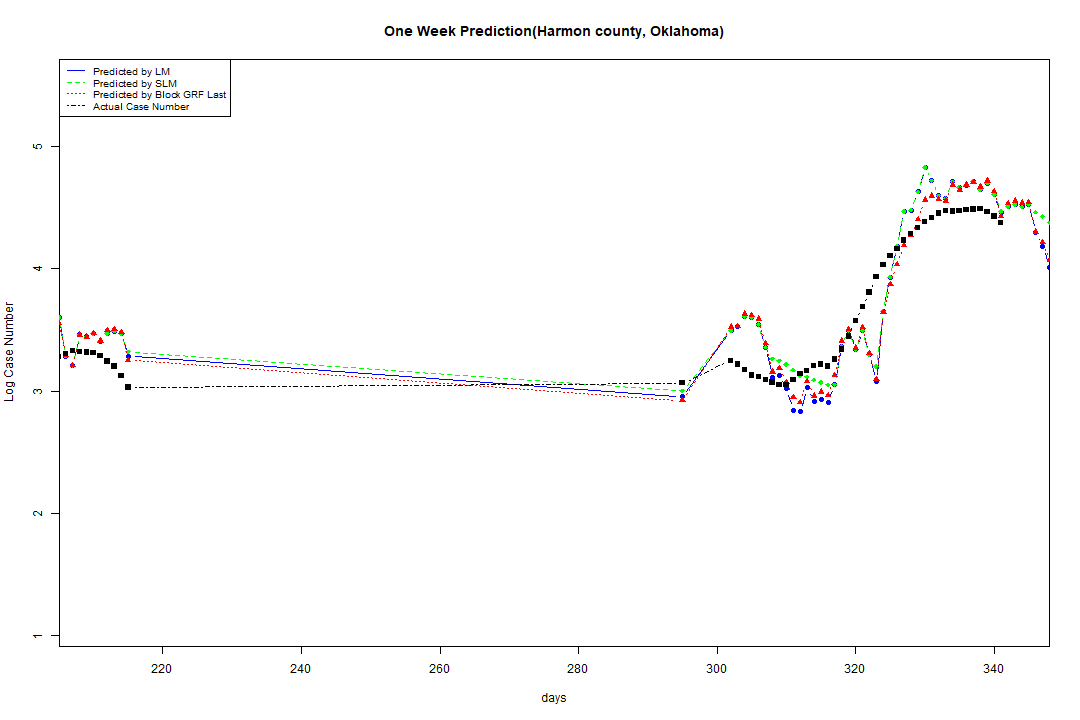 One Week Prediction(Harmon county, Oklahoma)
Predicted by LM
Predicted by SLM
Predicted by Block GRF Last
Actual Case Number
5
4
3
2
1
Log Case Number
220 240 260 280 300 320 340
days